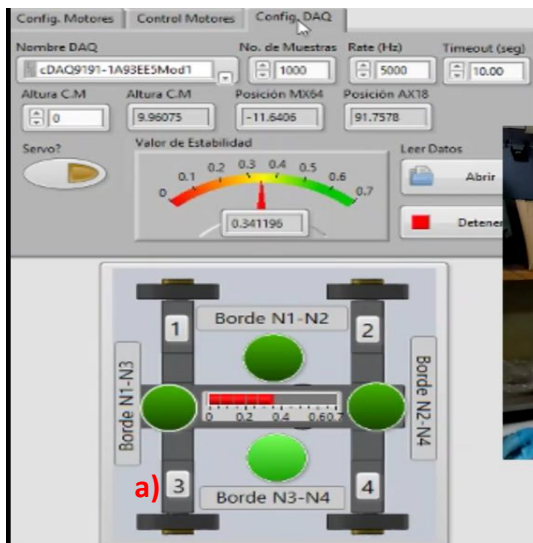 Config. Motores Control Motores Config. DAQ
Nombre DAQ No. de Muestras Rate (Hz) Timeout (seg)
cDAQ9191-1A93EE5Mod1 1000 5000 10.00
Altura C.M Altura C.M Posición MX64 Posición AX18
0 9.96075 -11.6406 91.7578
Servo? Valor de Estabilidad Leer Datos
0 0.1 0.2 0.3 0.4 0.5 0.6 0.7
Abrir
0.341196
Detener
1 Borde N1-N2 2
Borde N1-N3
Borde N2-N4
0 0.2 0.4 0.60.7
a) 3 4
Borde N3-N4